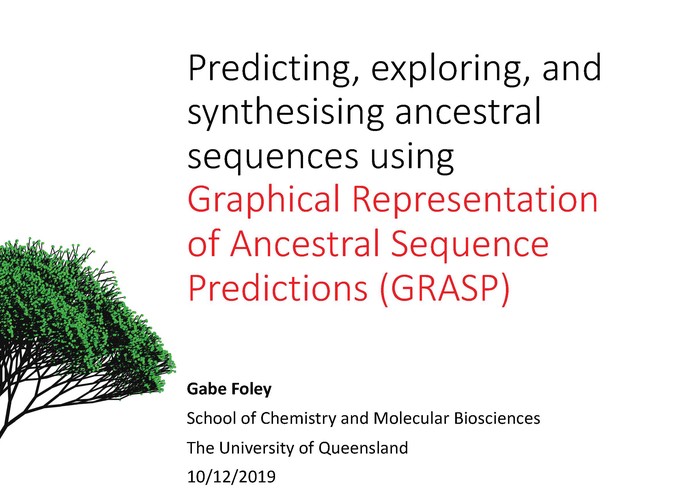 Predicting, exploring, and
synthesising ancestral
sequences using
Graphical Representation
of Ancestral Sequence
Predictions (GRASP)
Gabe Foley
School of Chemistry and Molecular Biosciences
The University of Queensland
10/12/2019